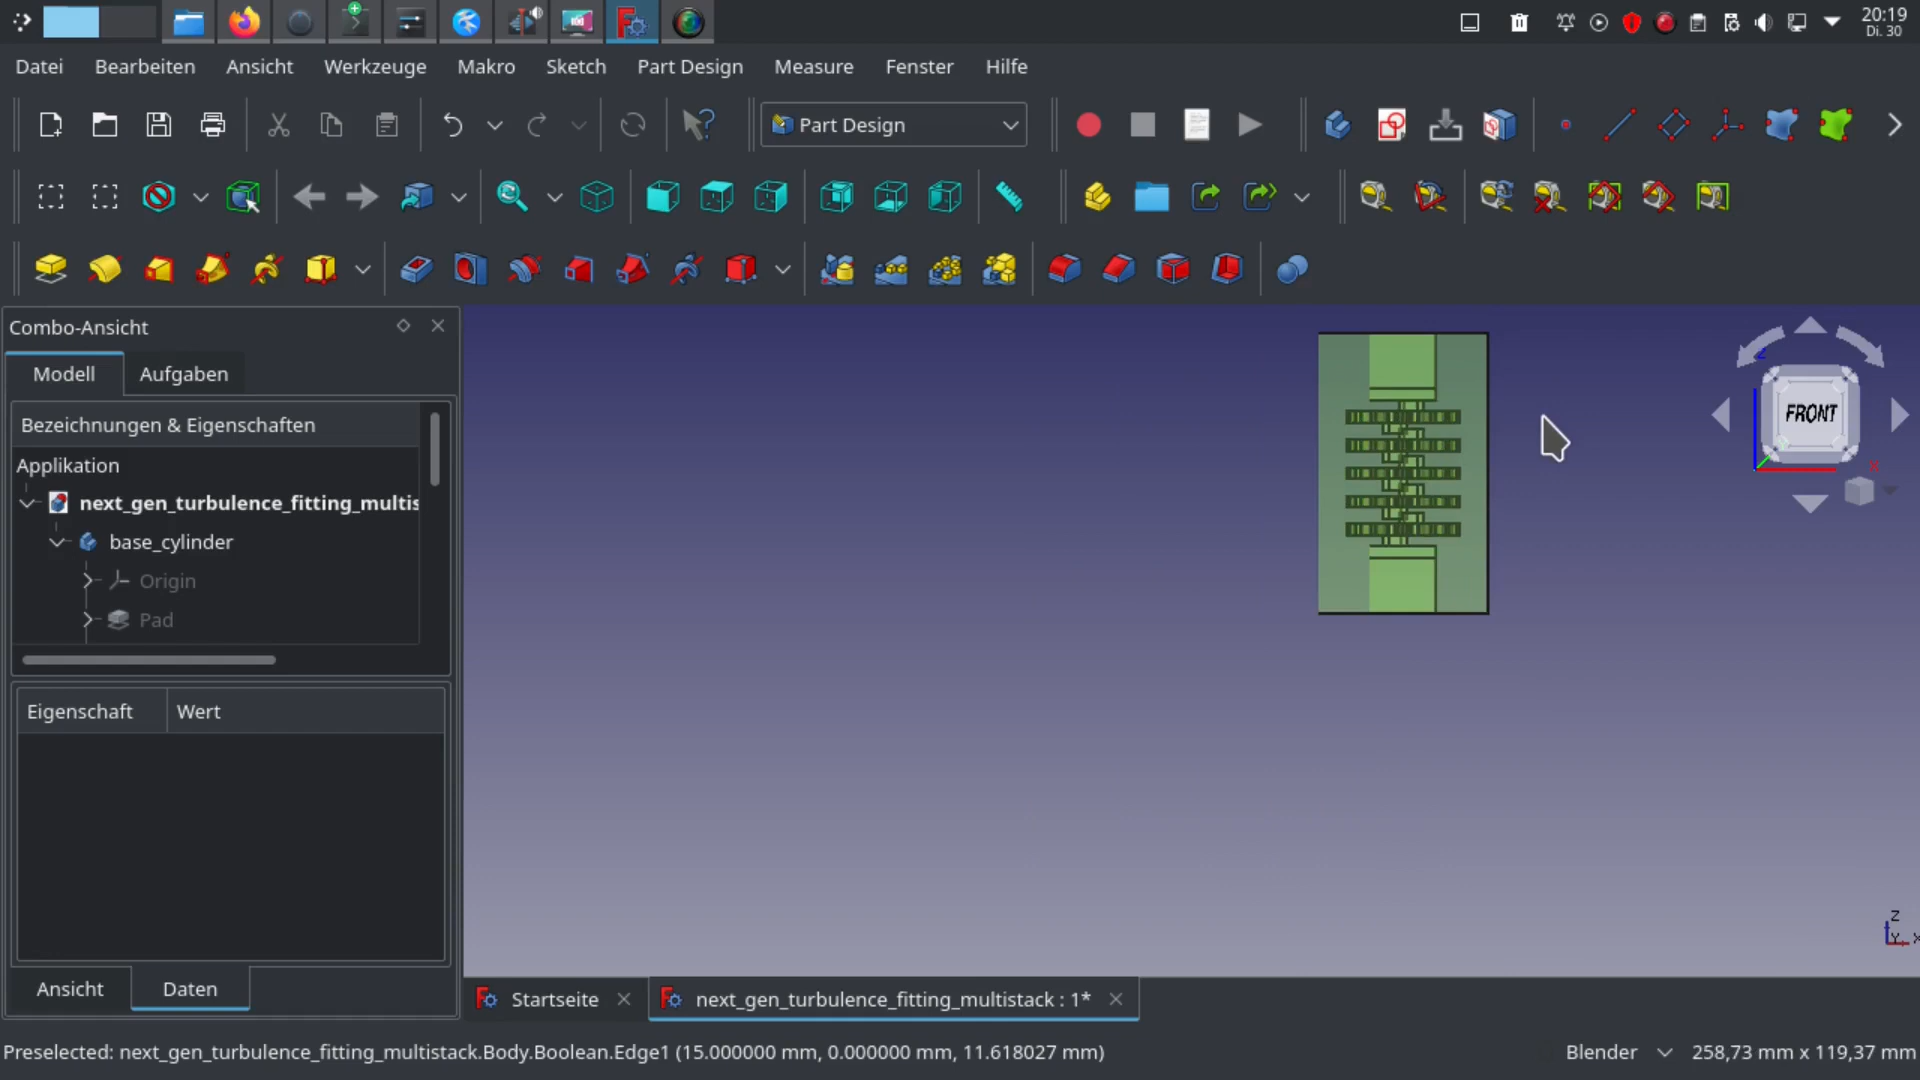 20:19
Di. 30
Datei Bearbeiten Ansicht Werkzeuge Makro Sketch Part Design Measure Fenster Hilfe
Part Design
Combo-Ansicht
Modell Aufgaben
Bezeichnungen & Eigenschaften
Applikation
next_gen_turbulence_fitting_multis
base_cylinder
Origin
Pad
Eigenschaft Wert
Ansicht Daten
Z
FRONT
X
Z
Y X
Startseite next_gen_turbulence_fitting_multistack : 1*
Preselected: next_gen_turbulence_fitting_multistack.Body.Boolean.Edge1 (15.000000 mm, 0.000000 mm, 11.618027 mm)
Blender 258,73 mm x 119,37 mm